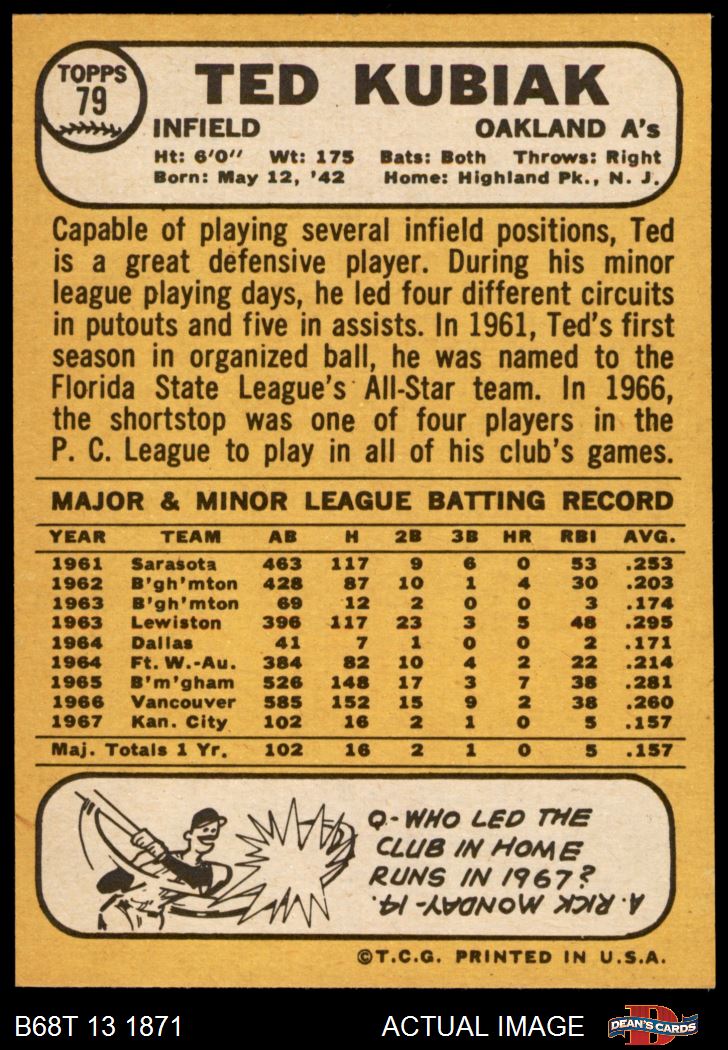 TOPPS
79
TED KUBIAK
INFIELD OAKLAND A's
Ht: 6'0" Wt: 175 Bats: Both Throws: Right
Born: May 12, '42 Home: Highland Pk., N. J.
Capable of playing several infield positions, Ted
is a great defensive player. During his minor
league playing days, he led four different circuits
in putouts and five in assists. In 1961, Ted's first
season in organized ball, he was named to the
Florida State League's All-Star team. In 1966,
the shortstop was one of four players in the
P. C. League to play in all of his club's games.
MAJOR & MINOR LEAGUE BATTING RECORD
YEAR TEAM AB H 2B 3B HR RBI AVG.
1961 Sarasota 463 117 9 6 0 53 .253
1962 B'gh'mton 428 87 10 1 4 30 .203
1963 B'gh'mton 69 12 2 0 0 3 .174
1963 Lewiston 396 117 23 3 5 48 .295
1964 Dallas 41 7 1 0 0 2 .171
1964 Ft. W.-Au. 384 82 10 4 2 22 .214
1965 B'm'gham 526 148 17 3 7 38 .281
1966 Vancouver 585 152 15 9 2 38 .260
1967 Kan. City 102 16 2 1 0 5 .157
Maj. Totals 1 Yr. 102 16 2 1 0 5 .157
Q-WHO LED THE
CLUB IN HOME
RUNS IN 1967?
A. RICK MONDAY-14.
©T.C.G. PRINTED IN U.S.A.
B68T 13 1871 ACTUAL IMAGE D DEAN'S CARDS